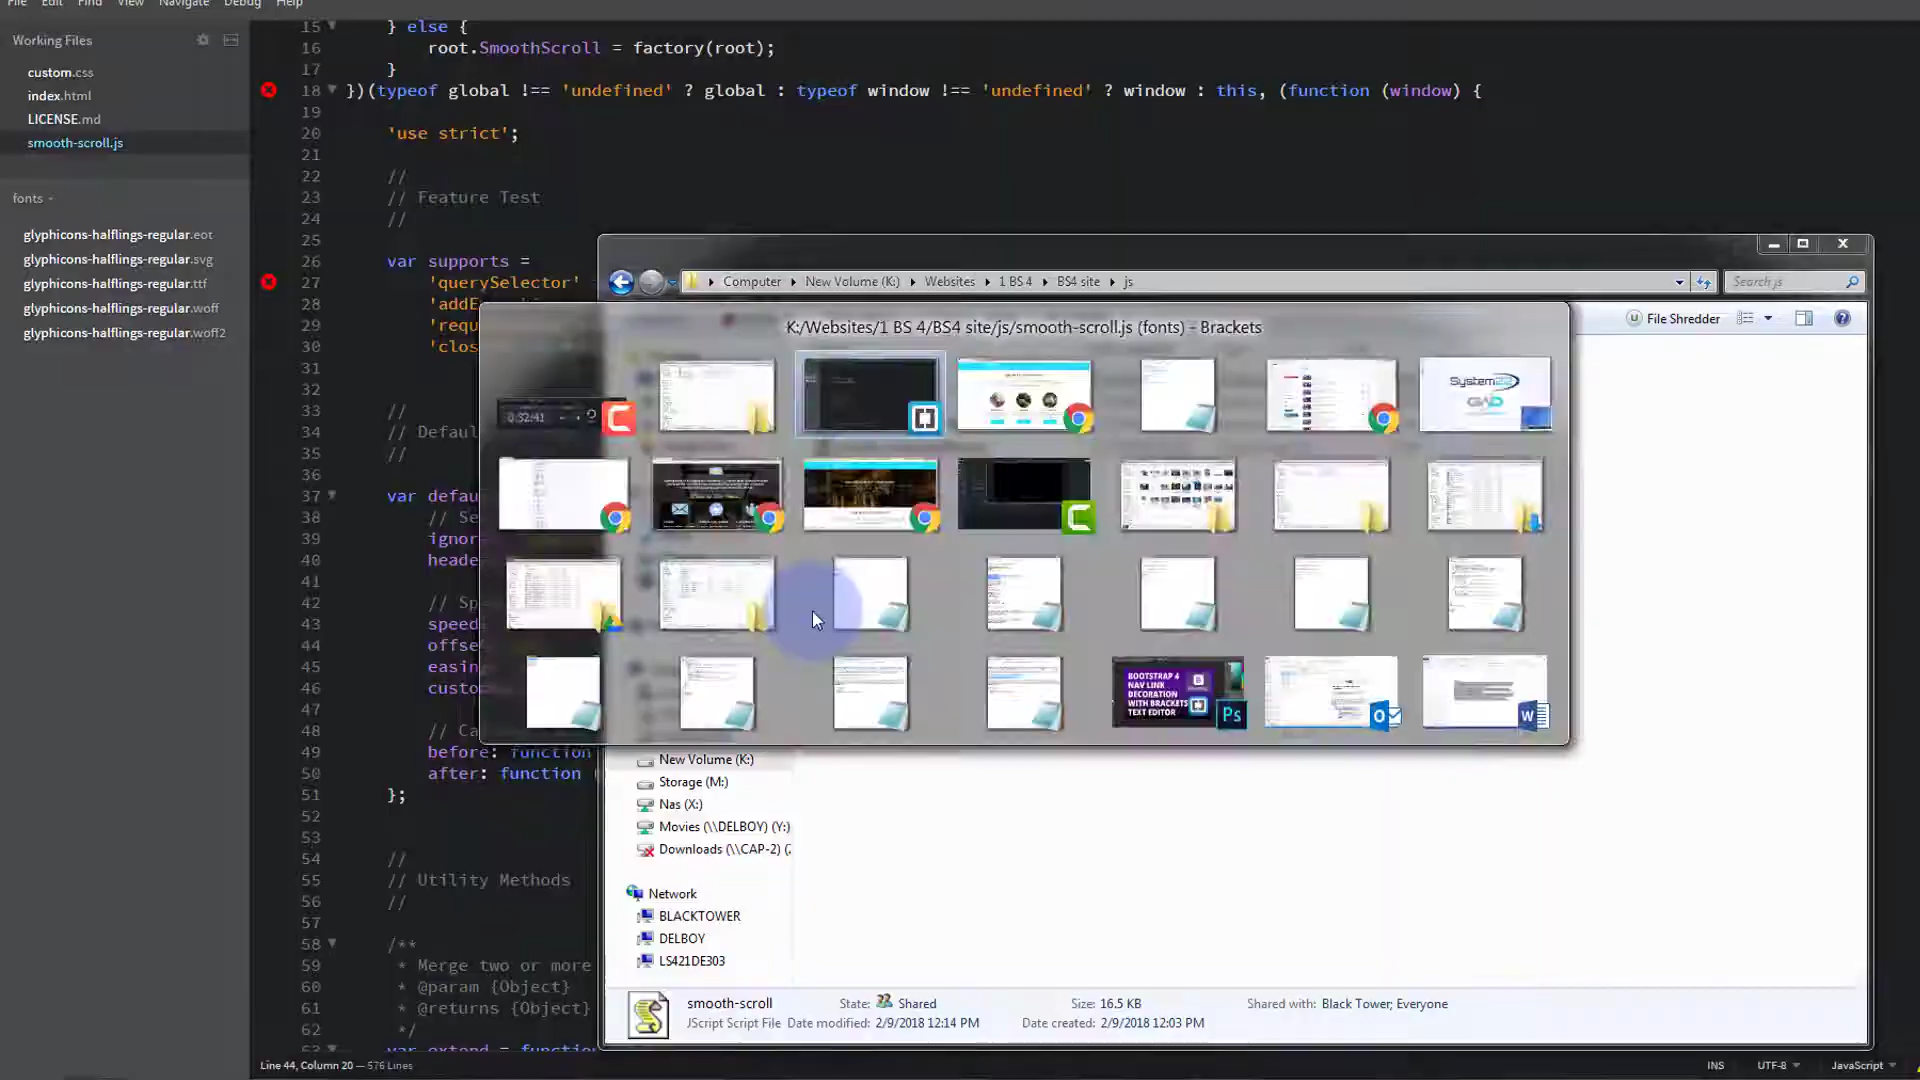 File Edit Find View Navigate Debug Help
Working Files
custom.css
index.html
LICENSE.md
smooth-scroll.js
fonts
glyphicons-halflings-regular.eot
glyphicons-halflings-regular.svg
glyphicons-halflings-regular.ttf
glyphicons-halflings-regular.woff
glyphicons-halflings-regular.woff2
15 } else {
16 root.SmoothScroll = factory(root);
17 }
18 })(typeof global !== 'undefined' ? global : typeof window !== 'undefined' ? window : this, (function (window) {
19
20 'use strict';
21
22 //
23 // Feature Test
24 //
25
26 var supports =
27 'querySelector'
28 'addE
29 'requ
30 'clos
31
32
33 //
34 // Defau
35 //
36
37 var defau
38 // Se
39 ignor
40 heade
41
42 // Sp
43 speed
44 offse
45 easin
46 custo
47
48 // Ca
49 before: function
50 after: function (
51 };
52
53
54 //
55 // Utility Methods
56 //
57
58 /**
59 * Merge two or more
60 * @param {Object}
61 * @returns {Object}
62 */
63 var extend = function
Computer New Volume (K:) Websites 1 BS 4 BS4 site js
Search js
File Shredder
K:/Websites/1 BS 4/BS4 site/js/smooth-scroll.js (fonts) - Brackets
0:32:41
System22
BOOTSTRAP 4
NAV LINK
DECORATION
WITH BRACKETS
TEXT EDITOR
Ps
New Volume (K:)
Storage (M:)
Nas (X:)
Movies (\\DELBOY) (Y:)
Downloads (\\CAP-2) (
Network
BLACKTOWER
DELBOY
LS421DE303
smooth-scroll State: Shared Size: 16.5 KB Shared with: Black Tower; Everyone
JScript Script File Date modified: 2/9/2018 12:14 PM Date created: 2/9/2018 12:03 PM
Line 44, Column 20 — 576 Lines
INS UTF-8 JavaScript